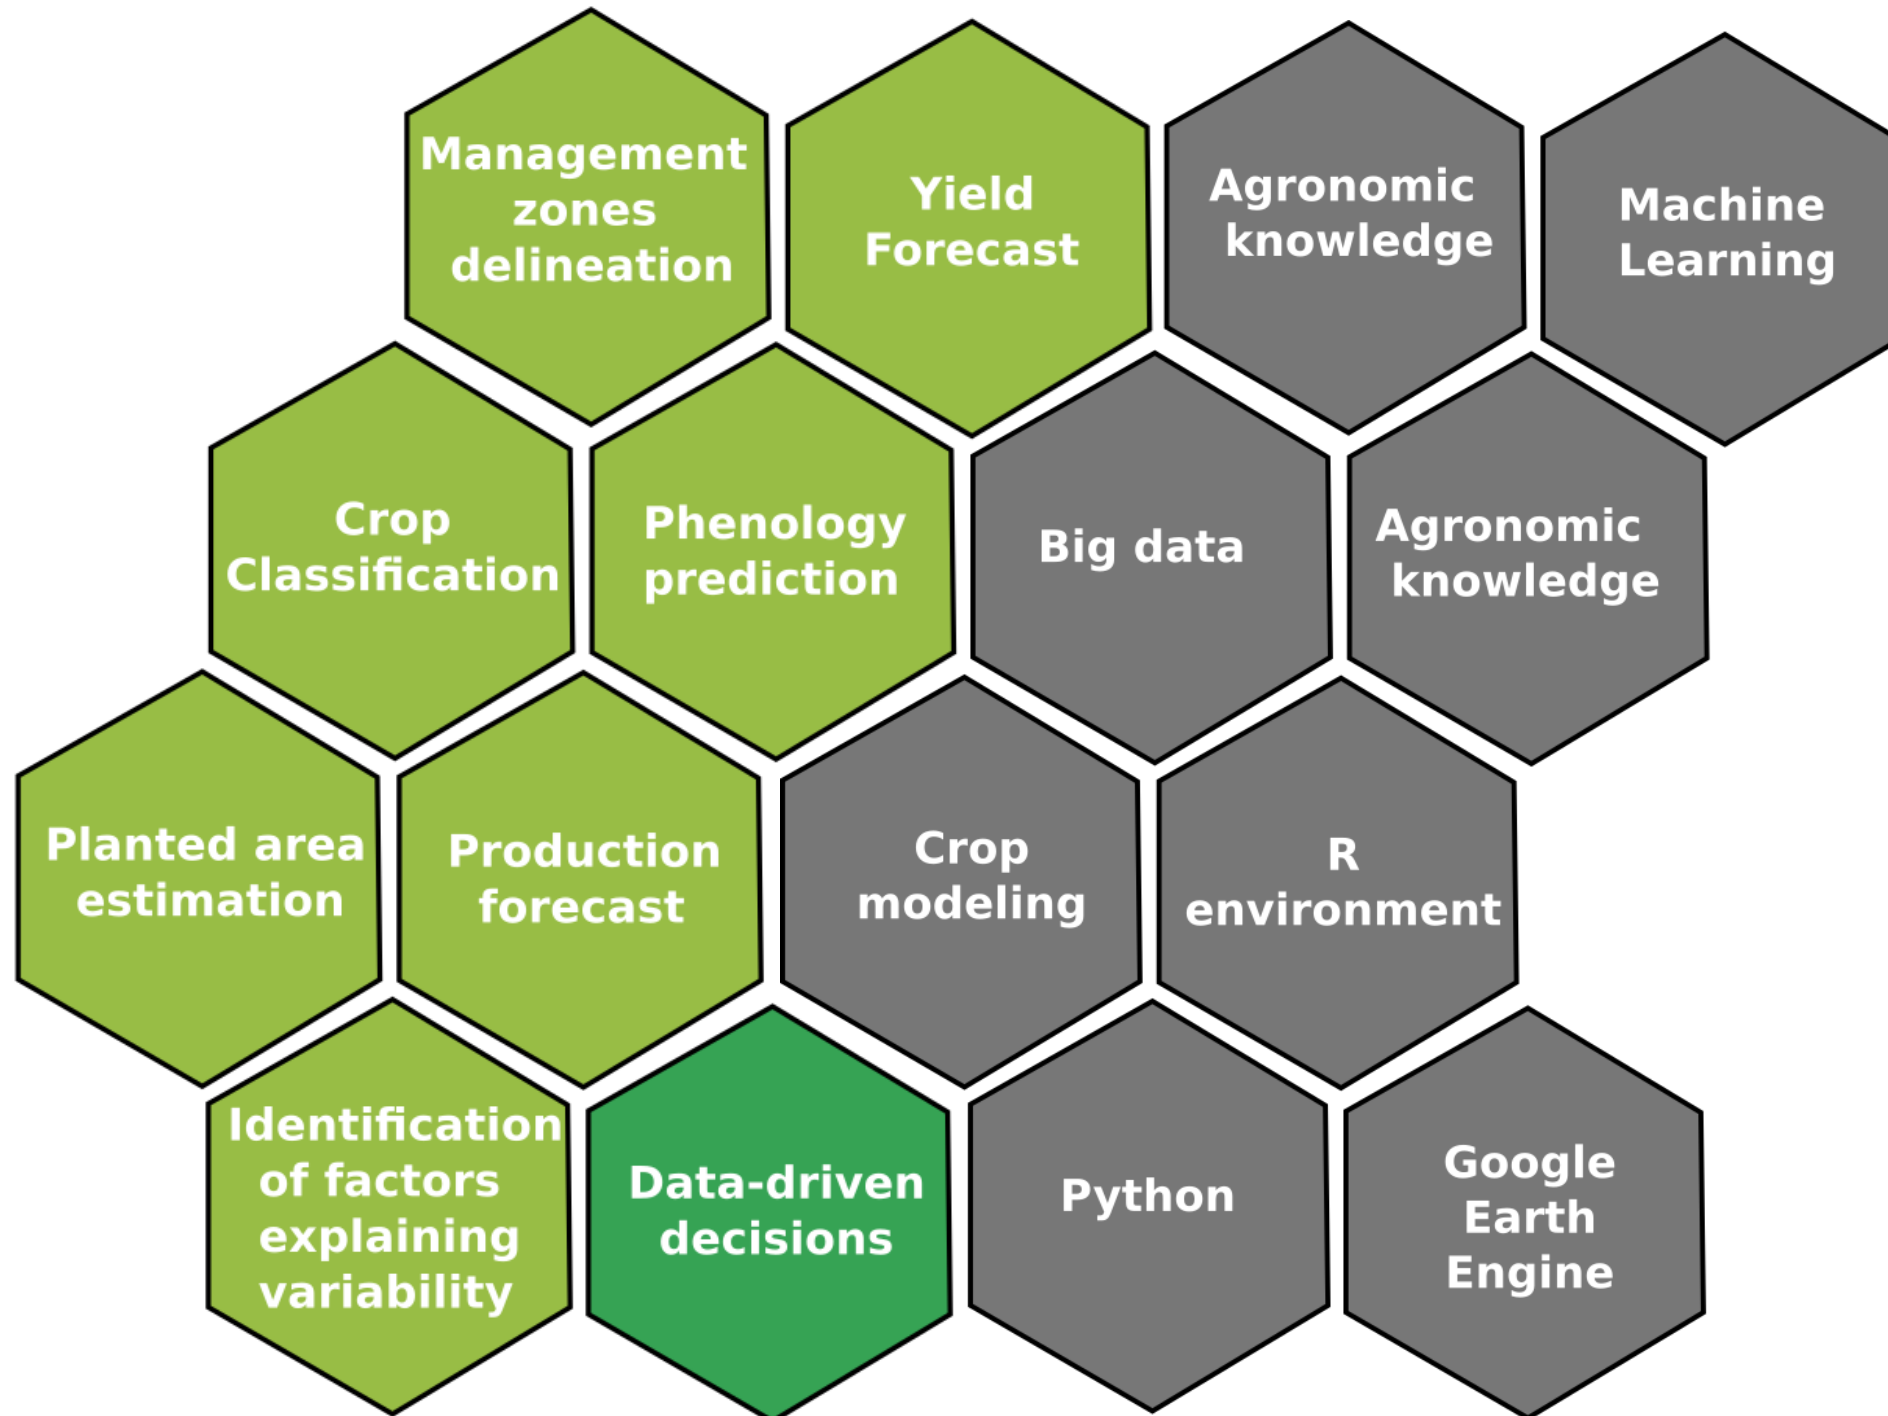 Management
zones
delineation
Yield
Forecast
Agronomic
knowledge
Machine
Learning
Crop
Classification
Phenology
prediction
Big data
Agronomic
knowledge
Planted area
estimation
Production
forecast
Crop
modeling
R
environment
Identification
of factors
explaining
variability
Data-driven
decisions
Python
Google
Earth
Engine